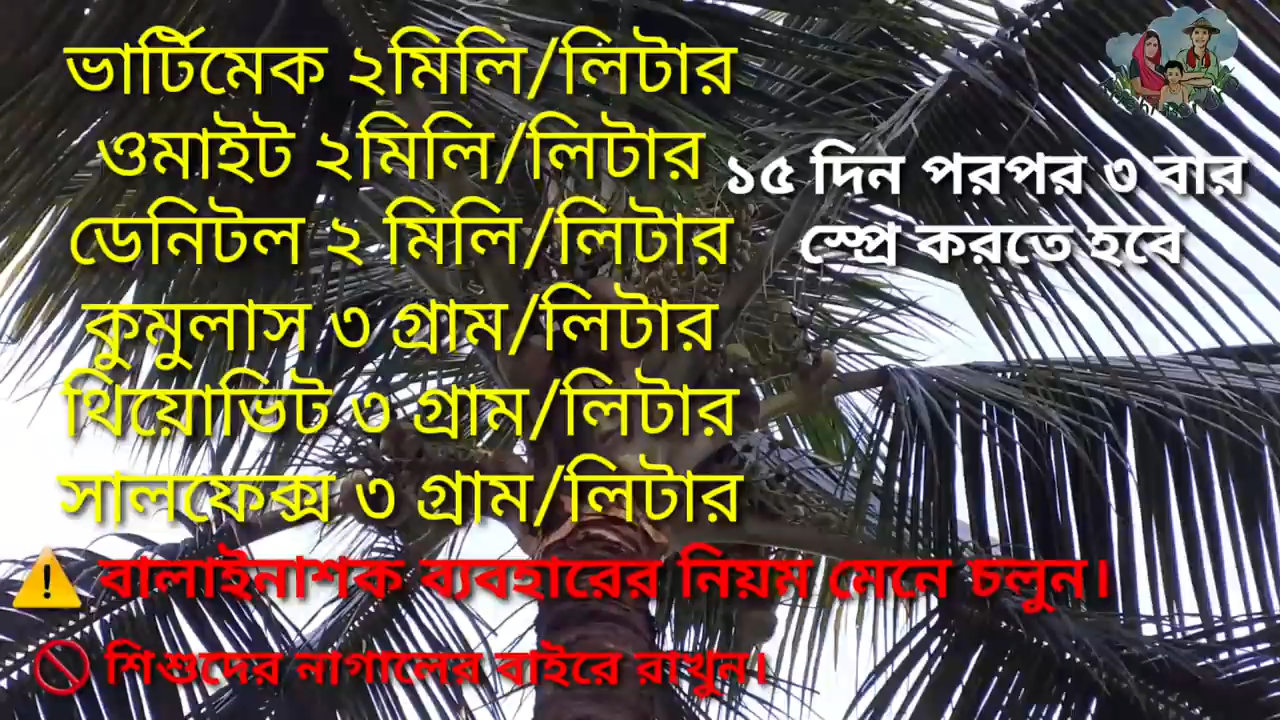 ভার্টিমেক ২মিলি/লিটার
ওমাইট ২মিলি/লিটার
ডেনিটল ২ মিলি/লিটার
কুমুলাস ৩ গ্রাম/লিটার
থিয়োভিট ৩ গ্রাম/লিটার
সালফেক্স ৩ গ্রাম/লিটার
১৫ দিন পরপর ৩ বার
স্প্রে করতে হবে
বালাইনাশক ব্যবহারের নিয়ম মেনে চলুন।
শিশুদের নাগালের বাইরে রাখুন।